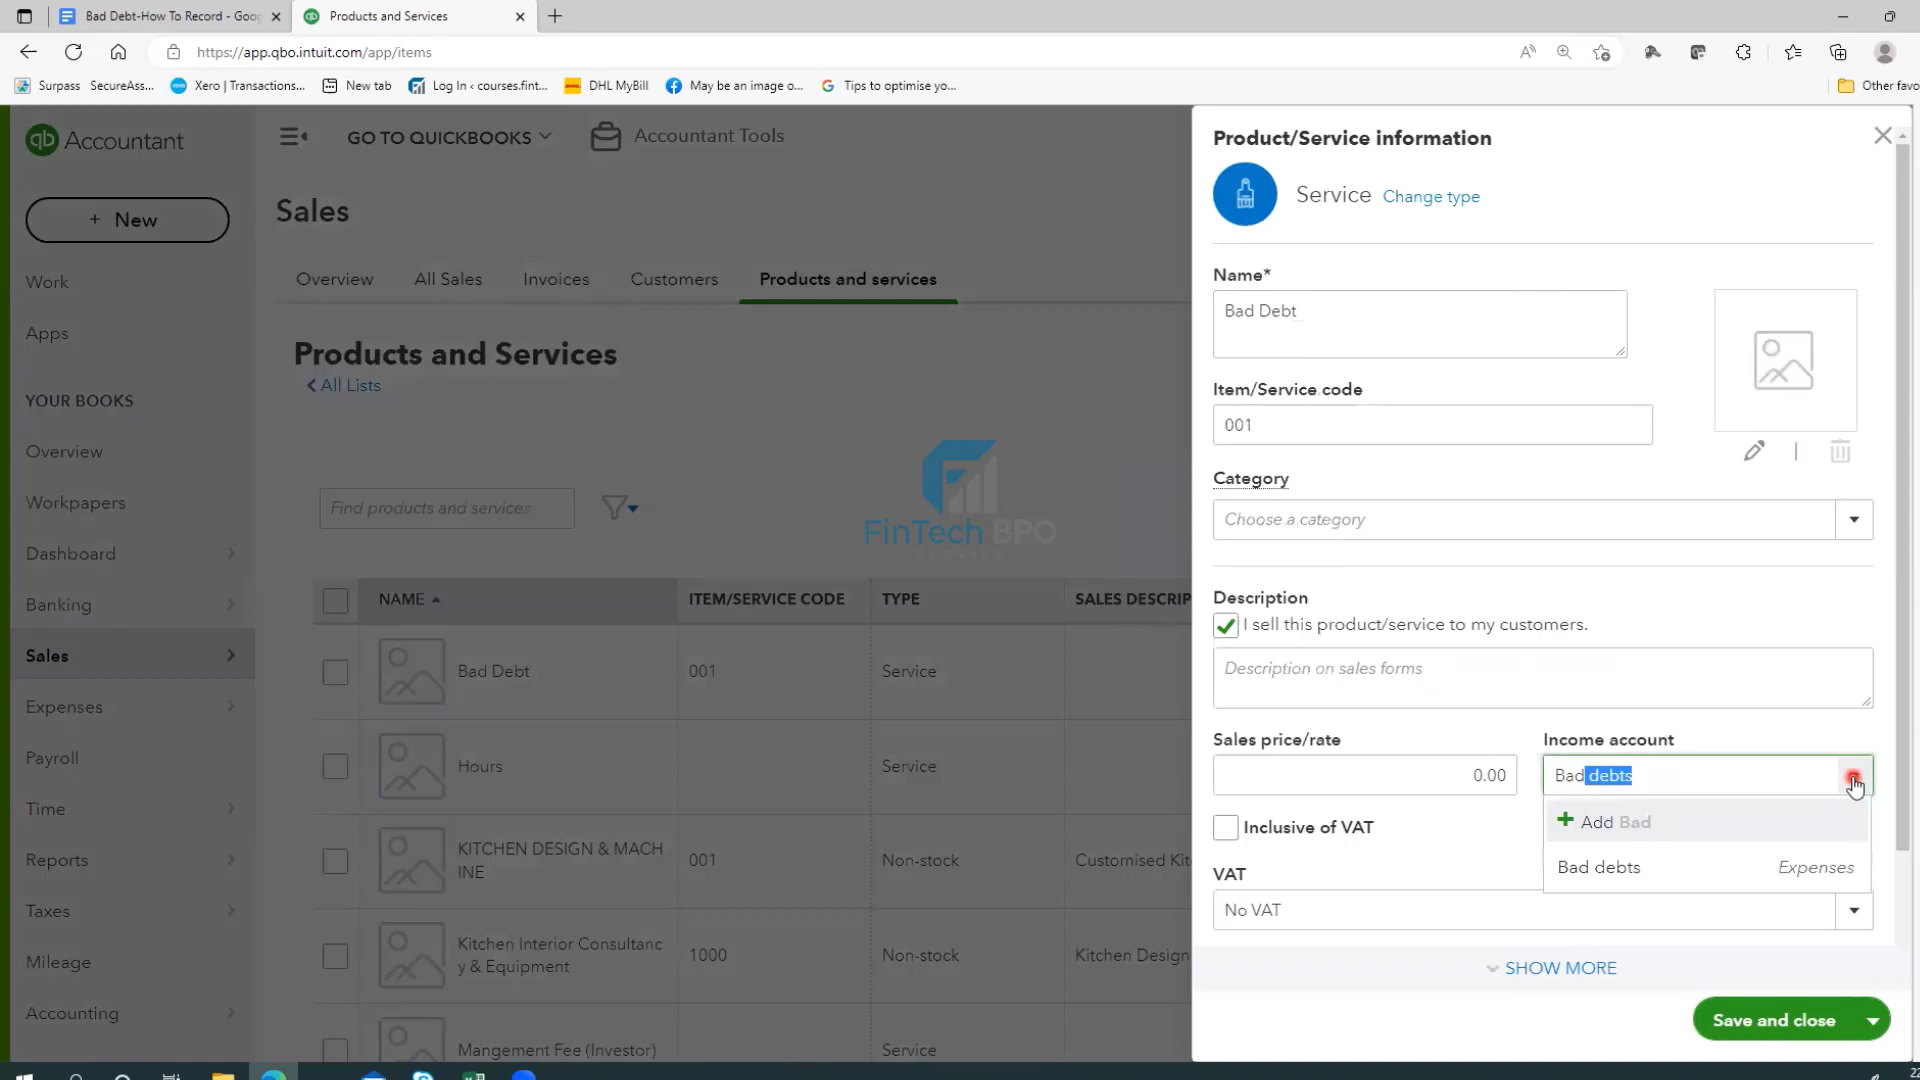 Bad Debt-How To Record - Goo
Products and Services
https://app.qbo.intuit.com/app/items
Surpass
SecureAss...
Xero | Transactions...
New tab
Log In ‹ courses.fint...
DHL MyBill
May be an image o...
Tips to optimise yo...
Other favo
qb Accountant
GO TO QUICKBOOKS
Accountant Tools
+ New
Work
Apps
YOUR BOOKS
Overview
Workpapers
Dashboard
Banking
Sales
Expenses
Payroll
Time
Reports
Taxes
Mileage
Accounting
Sales
Overview
All Sales
Invoices
Customers
Products and services
Products and Services
All Lists
Find products and services
FinTech BPO
SERVICE
NAME
ITEM/SERVICE CODE
TYPE
SALES DESCRIP
Bad Debt
001
Service
Hours
Service
KITCHEN DESIGN & MACH
INE
001
Non-stock
Customised Kit
Kitchen Interior Consultanc
y & Equipment
1000
Non-stock
Kitchen Design
Mangement Fee (Investor)
Service
Product/Service information
Service
Change type
Name*
Bad Debt
Item/Service code
001
Category
Choose a category
Description
I sell this product/service to my customers.
Description on sales forms
Sales price/rate
Income account
0.00
Bad debts
+ Add Bad
Bad debts
Expenses
Inclusive of VAT
VAT
No VAT
SHOW MORE
Save and close
22